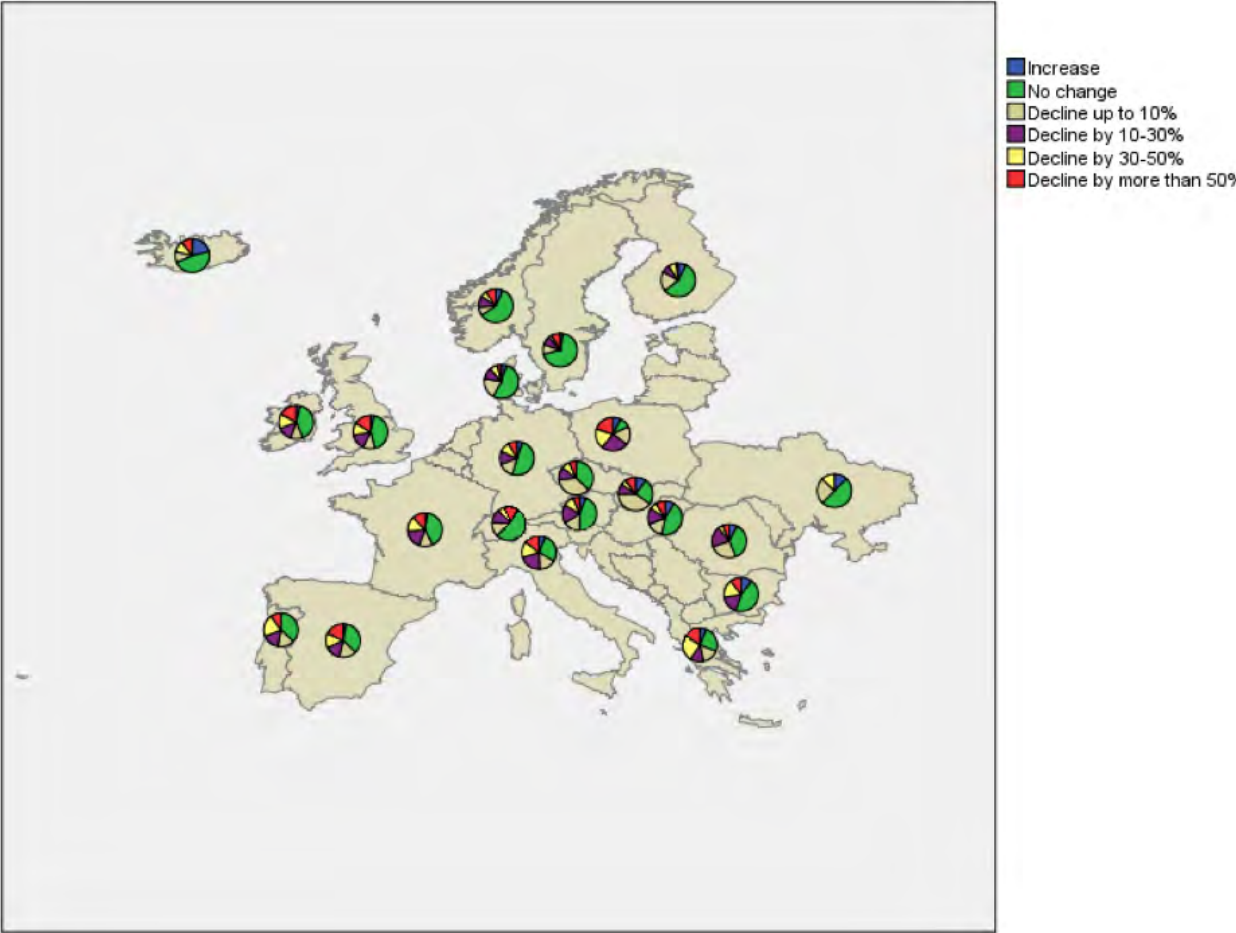 Increase
No change
Decline up to 10%
Decline by 10-30%
Decline by 30-50%
Decline by more than 50%